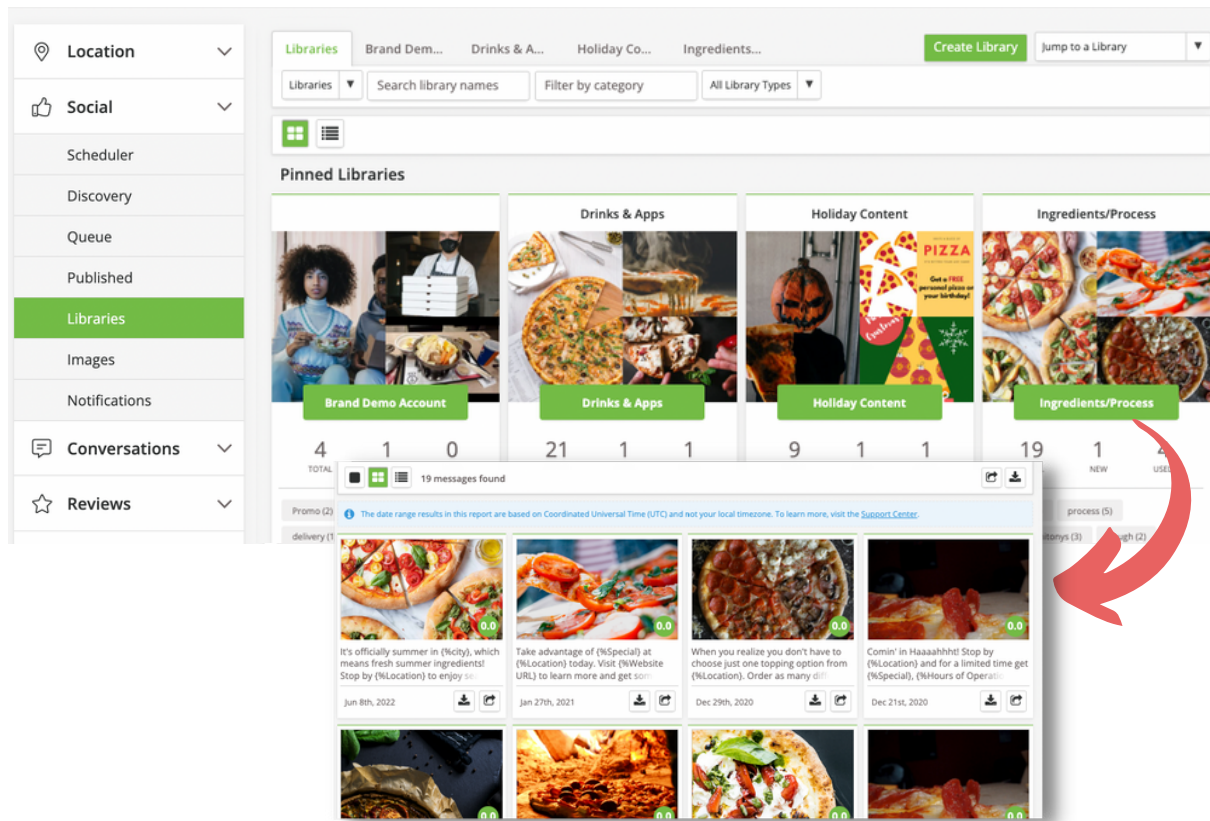 Location
Social
Scheduler
Discovery
Queue
Published
Libraries
Images
Notifications
Conversations
Reviews
Libraries
Brand Dem...
Drinks & A...
Holiday Co...
Ingredients...
Create Library
Jump to a Library
Libraries
Search library names
Filter by category
All Library Types
Pinned Libraries
Drinks & Apps
Holiday Content
Ingredients/Process
PIZZA
Get a FREE
personal pizza on
your birthday!
Brand Demo Account
Drinks & Apps
Holiday Content
Ingredients/Process
4 1 0
21 1 1
9 1 1
19 1 4
TOTAL
NEW
USED
Promo (2)
process (5)
19 messages found
The date range results in this report are based on Coordinated Universal Time (UTC) and not your local timezone. To learn more, visit the Support Center.
0.0
0.0
0.0
0.0
It's officially summer in {%city}, which
means fresh summer ingredients!
Stop by {%Location} to enjoy se
Take advantage of {%Special} at
{%Location} today. Visit {%Website
URL} to learn more and get som
When you realize you don't have to
choose just one topping option from
{%Location}. Order as many diff
Comin' in Haaaahhht! Stop by
{%Location} and for a limited time get
{%Special}, {%Hours of Operatio
Jun 8th, 2022
Jan 27th, 2021
Dec 29th, 2020
Dec 21st, 2020
0.0
0.0
0.0
0.0